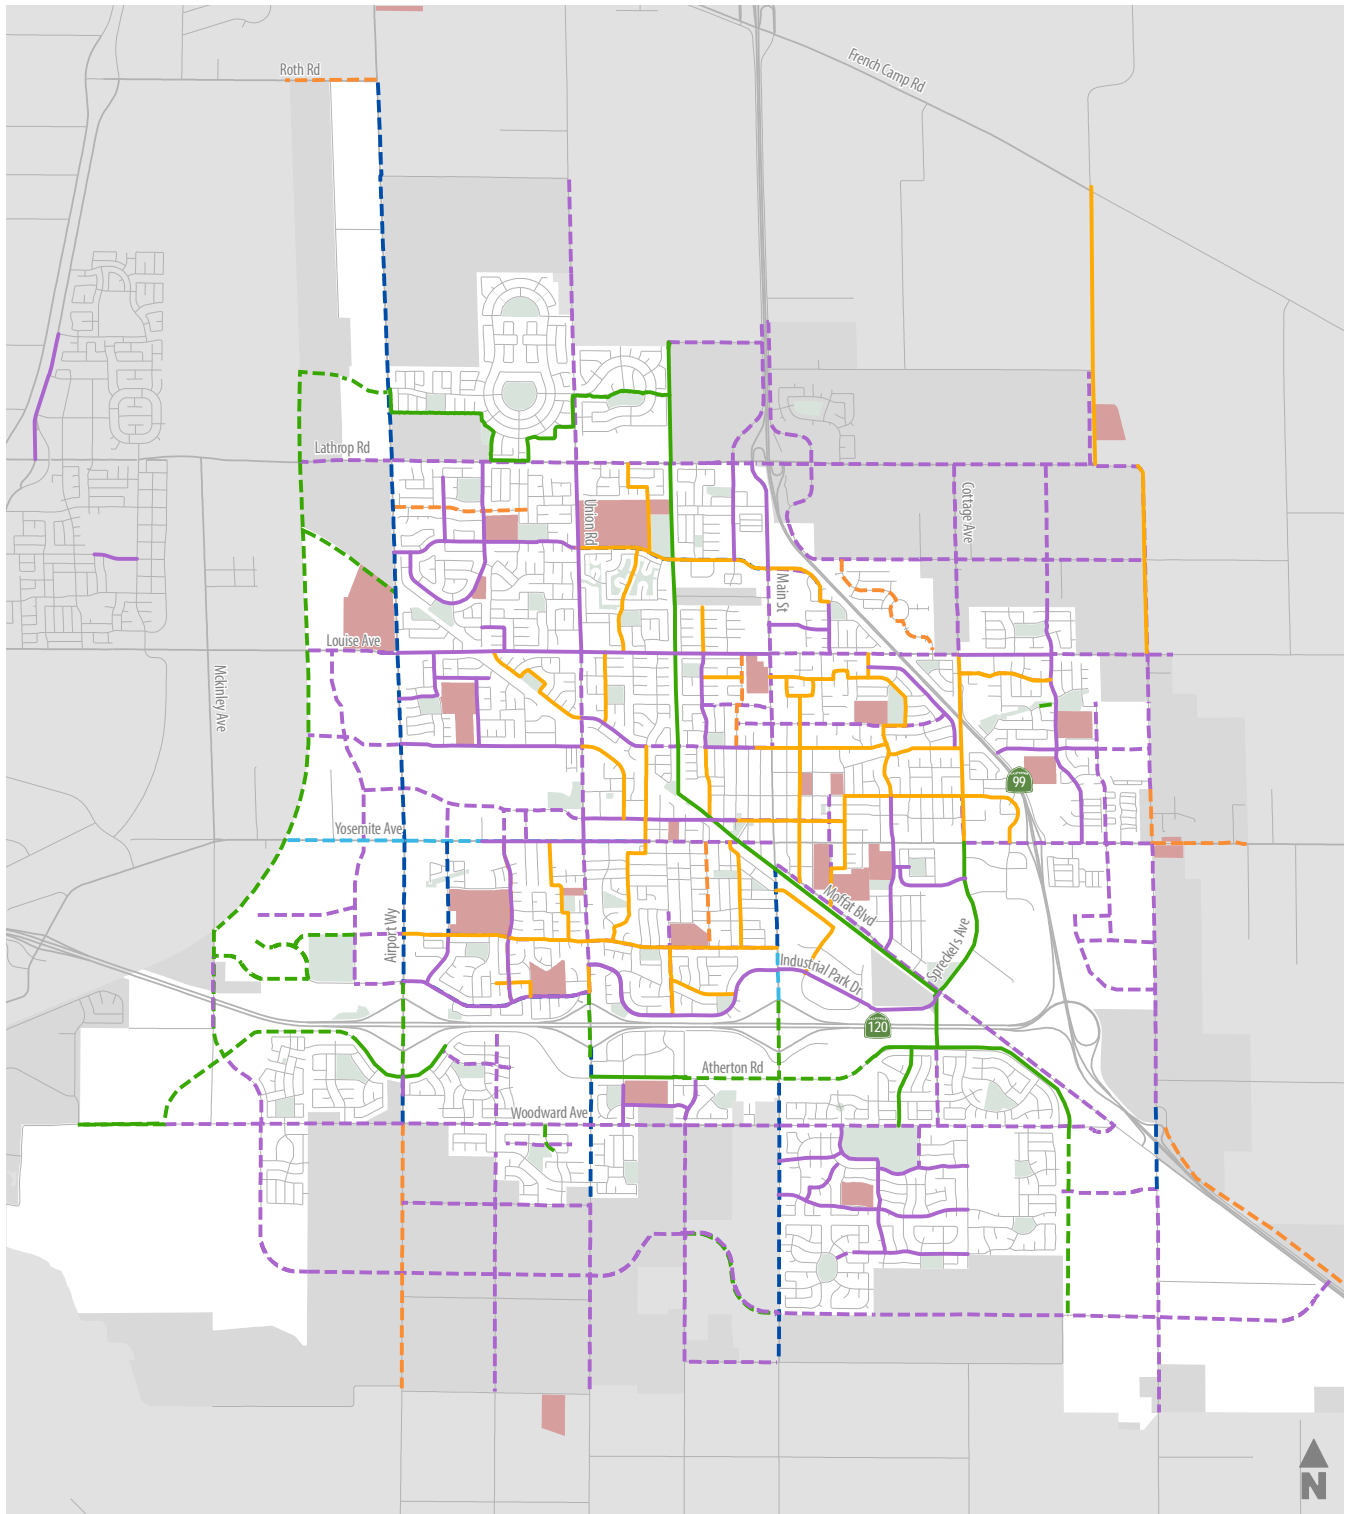 French Camp Rd
Roth Rd
Lathrop Rd
Cottage Ave
Union Rd
Main St
Louise Ave
Mckinley Ave
99
Yosemite Ave
Moffat Blvd
Airport Wy
Spreckels Ave
Industrial Park Dr
120
Atherton Rd
Woodward Ave
N